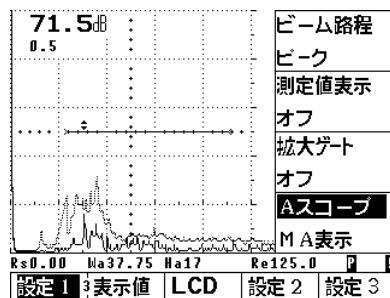 71.5dB
0.5
ビーム路程
ピーク
測定値表示
オフ
拡大ゲート
オフ
Aスコープ
MA表示
Rs0.00 Wa37.75 Ha17 Re125.0
設定1 3 表示値 LCD 設定2 設定3